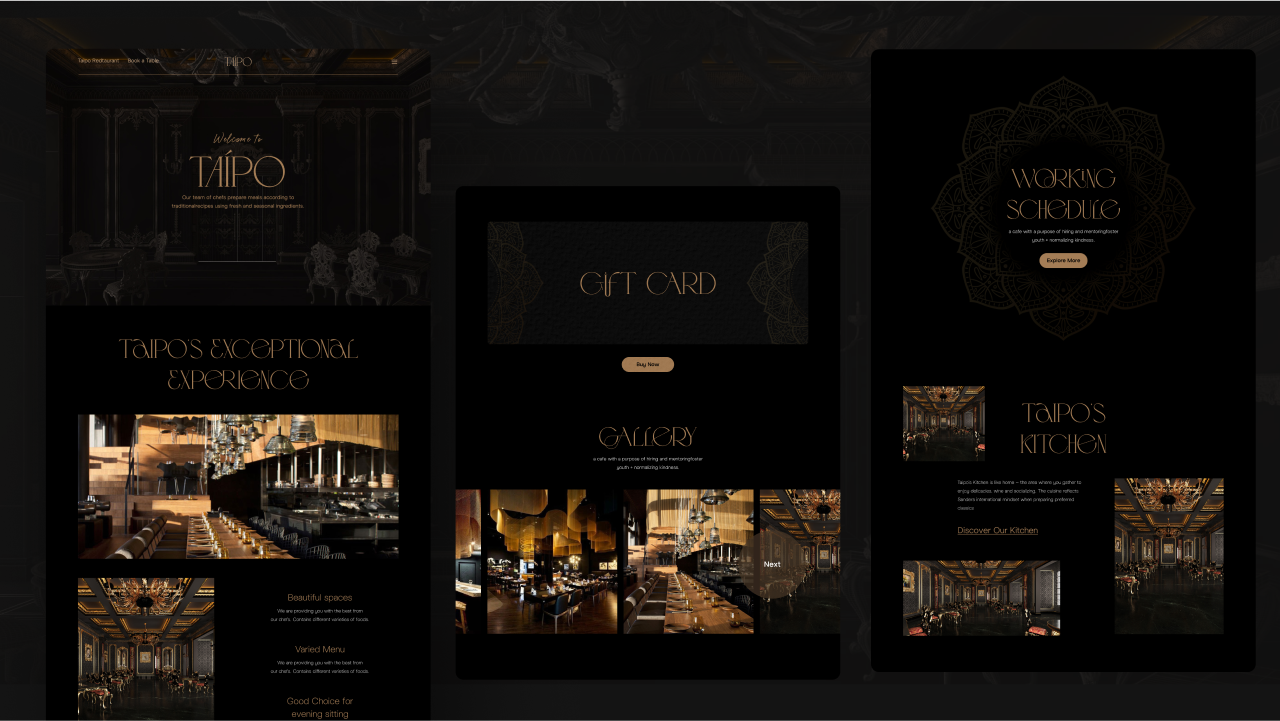 Taipo Restourant
Book a Table
TAIPO
Welcome To
TAÍPO
Our team of chefs prepare meals according to
traditionalrecipes using fresh and seasonal ingredients.
TAIPO'S EXCEPTIONAL
EXPERIENCE
Beautiful spaces
We are providing you with the best from
our chefs. Contains different varieties of foods
Varied Menu
We are providing you with the best from
our chefs. Contains different varieties of foods.
Good Choice for
evening sitting
GIFT CARD
Buy Now
GALLERY
a cafe with a purpose of hiring and mentoringfoster
youth + normalizing kindness.
Next
WORKING
SCHEDULE
a cafe with a purpose of hiring and mentoringfoster
youth + normalizing kindness.
Explore More
TAIPO'S
KITCHEN
Taipo's Kitchen is like home – the area where you gather to
enjoy delicacies, wine and socializing. The cuisine reflects
Sandors international mindset when preparing preferred
classics
Discover Our Kitchen